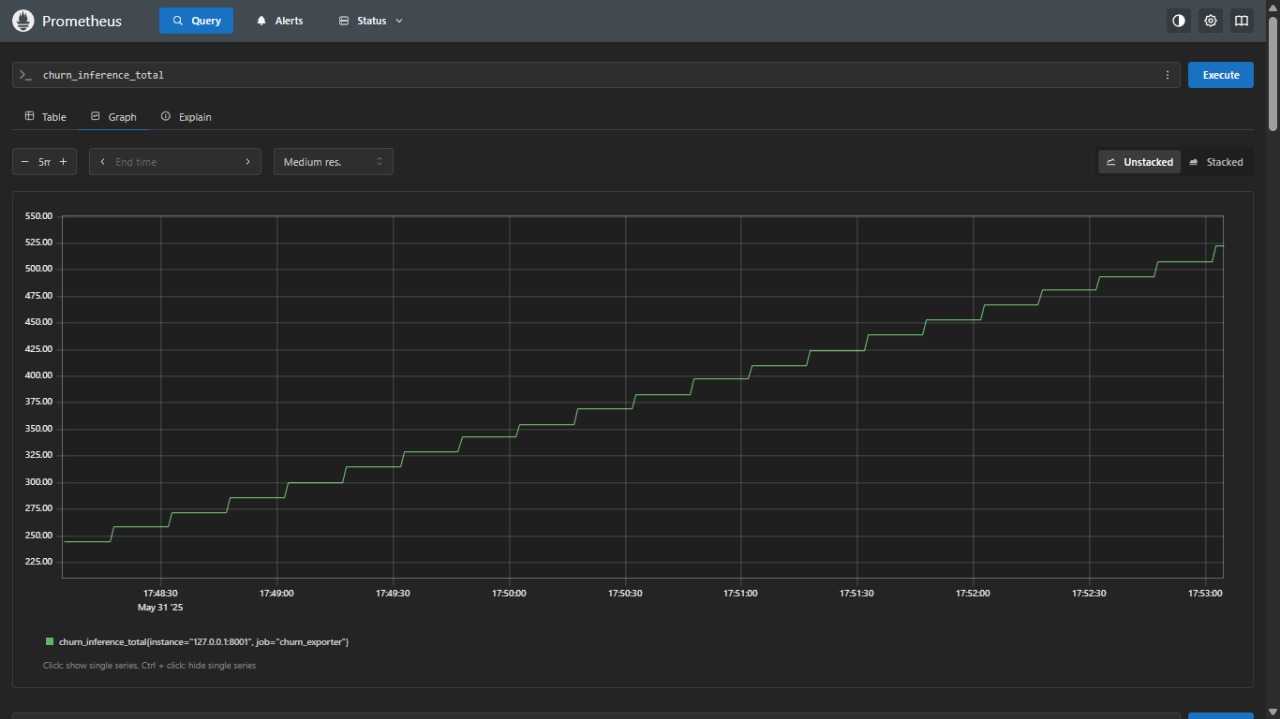 Prometheus Query Alerts Status
churn_inference_total Execute
Table Graph Explain
5m End time Medium res. Unstacked Stacked
550.00
525.00
500.00
475.00
450.00
425.00
400.00
375.00
350.00
325.00
300.00
275.00
250.00
225.00
17:48:30 17:49:00 17:49:30 17:50:00 17:50:30 17:51:00 17:51:30 17:52:00 17:52:30 17:53:00
May 31 '25
churn_inference_total{instance="127.0.0.1:8001", job="churn_exporter"}
Click: show single series, Ctrl + click: hide single series